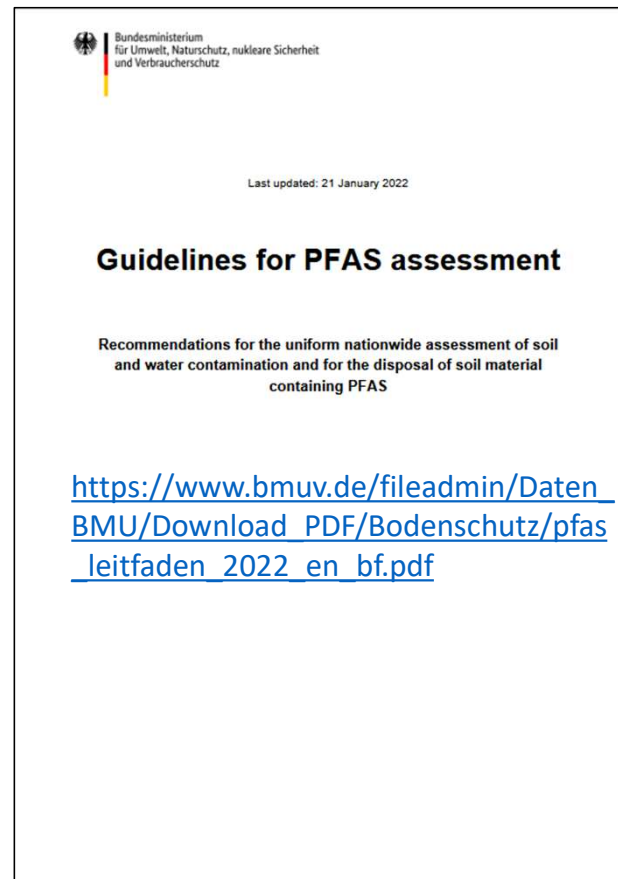 Bundesministerium
für Umwelt, Naturschutz, nukleare Sicherheit
und Verbraucherschutz
Last updated: 21 January 2022
Guidelines for PFAS assessment
Recommendations for the uniform nationwide assessment of soil
and water contamination and for the disposal of soil material
containing PFAS
https://www.bmuv.de/fileadmin/Daten_
BMU/Download_PDF/Bodenschutz/pfas
_leitfaden_2022_en_bf.pdf